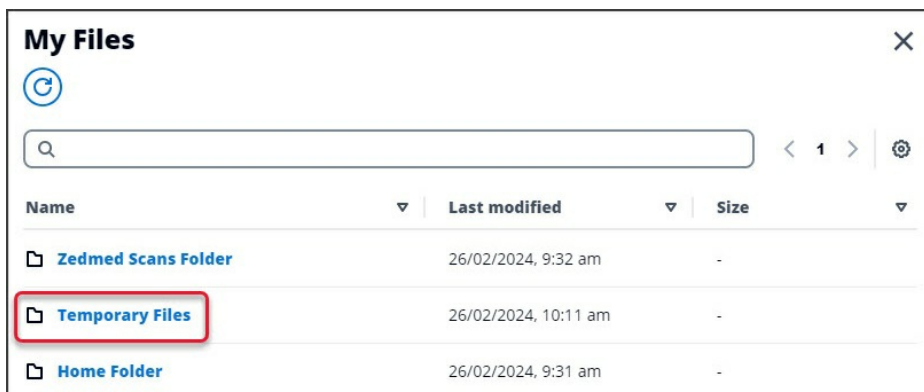 My Files
1
Name Last modified Size
Zedmed Scans Folder 26/02/2024, 9:32 am -
Temporary Files 26/02/2024, 10:11 am -
Home Folder 26/02/2024, 9:31 am -